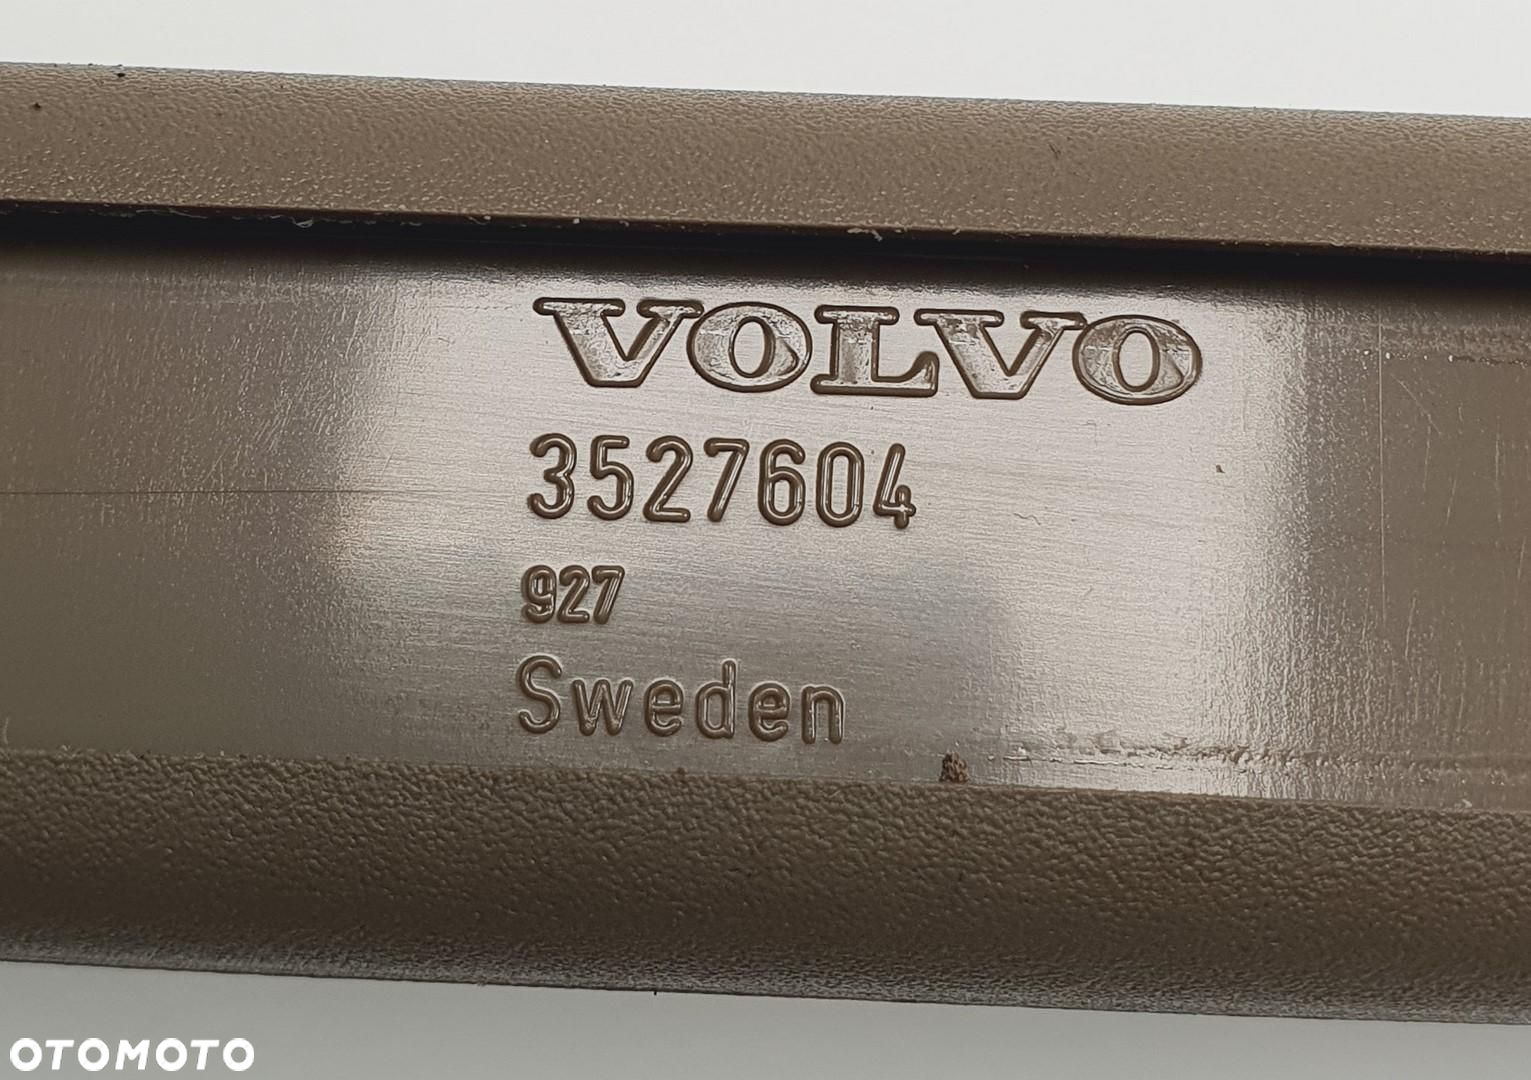 VOLVO
3527604
927
Sweden
OTOMOTO